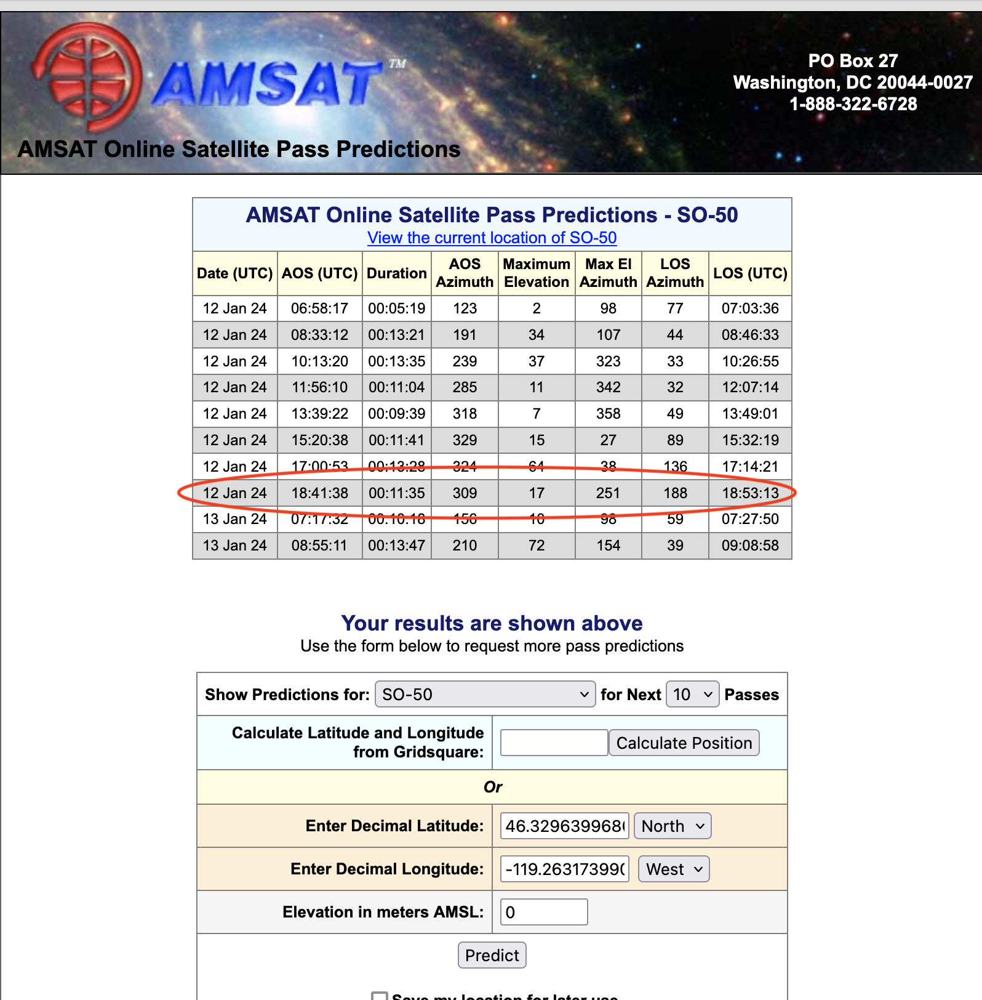 AMSAT TM
PO Box 27
Washington, DC 20044-0027
1-888-322-6728
AMSAT Online Satellite Pass Predictions
AMSAT Online Satellite Pass Predictions - SO-50
View the current location of SO-50
Date (UTC) AOS (UTC) Duration AOS Azimuth Maximum Elevation Max El Azimuth LOS Azimuth LOS (UTC)
12 Jan 24 06:58:17 00:05:19 123 2 98 77 07:03:36
12 Jan 24 08:33:12 00:13:21 191 34 107 44 08:46:33
12 Jan 24 10:13:20 00:13:35 239 37 323 33 10:26:55
12 Jan 24 11:56:10 00:11:04 285 11 342 32 12:07:14
12 Jan 24 13:39:22 00:09:39 318 7 358 49 13:49:01
12 Jan 24 15:20:38 00:11:41 329 15 27 89 15:32:19
12 Jan 24 17:00:53 00:13:28 324 64 38 136 17:14:21
12 Jan 24 18:41:38 00:11:35 309 17 251 188 18:53:13
13 Jan 24 07:17:32 00:10:18 156 10 98 59 07:27:50
13 Jan 24 08:55:11 00:13:47 210 72 154 39 09:08:58
Your results are shown above
Use the form below to request more pass predictions
Show Predictions for: SO-50 for Next 10 Passes
Calculate Latitude and Longitude
from Gridsquare: Calculate Position
Or
Enter Decimal Latitude: 46.3296399686 North
Enter Decimal Longitude: -119.263173990 West
Elevation in meters AMSL: 0
Predict
Save my location for later use